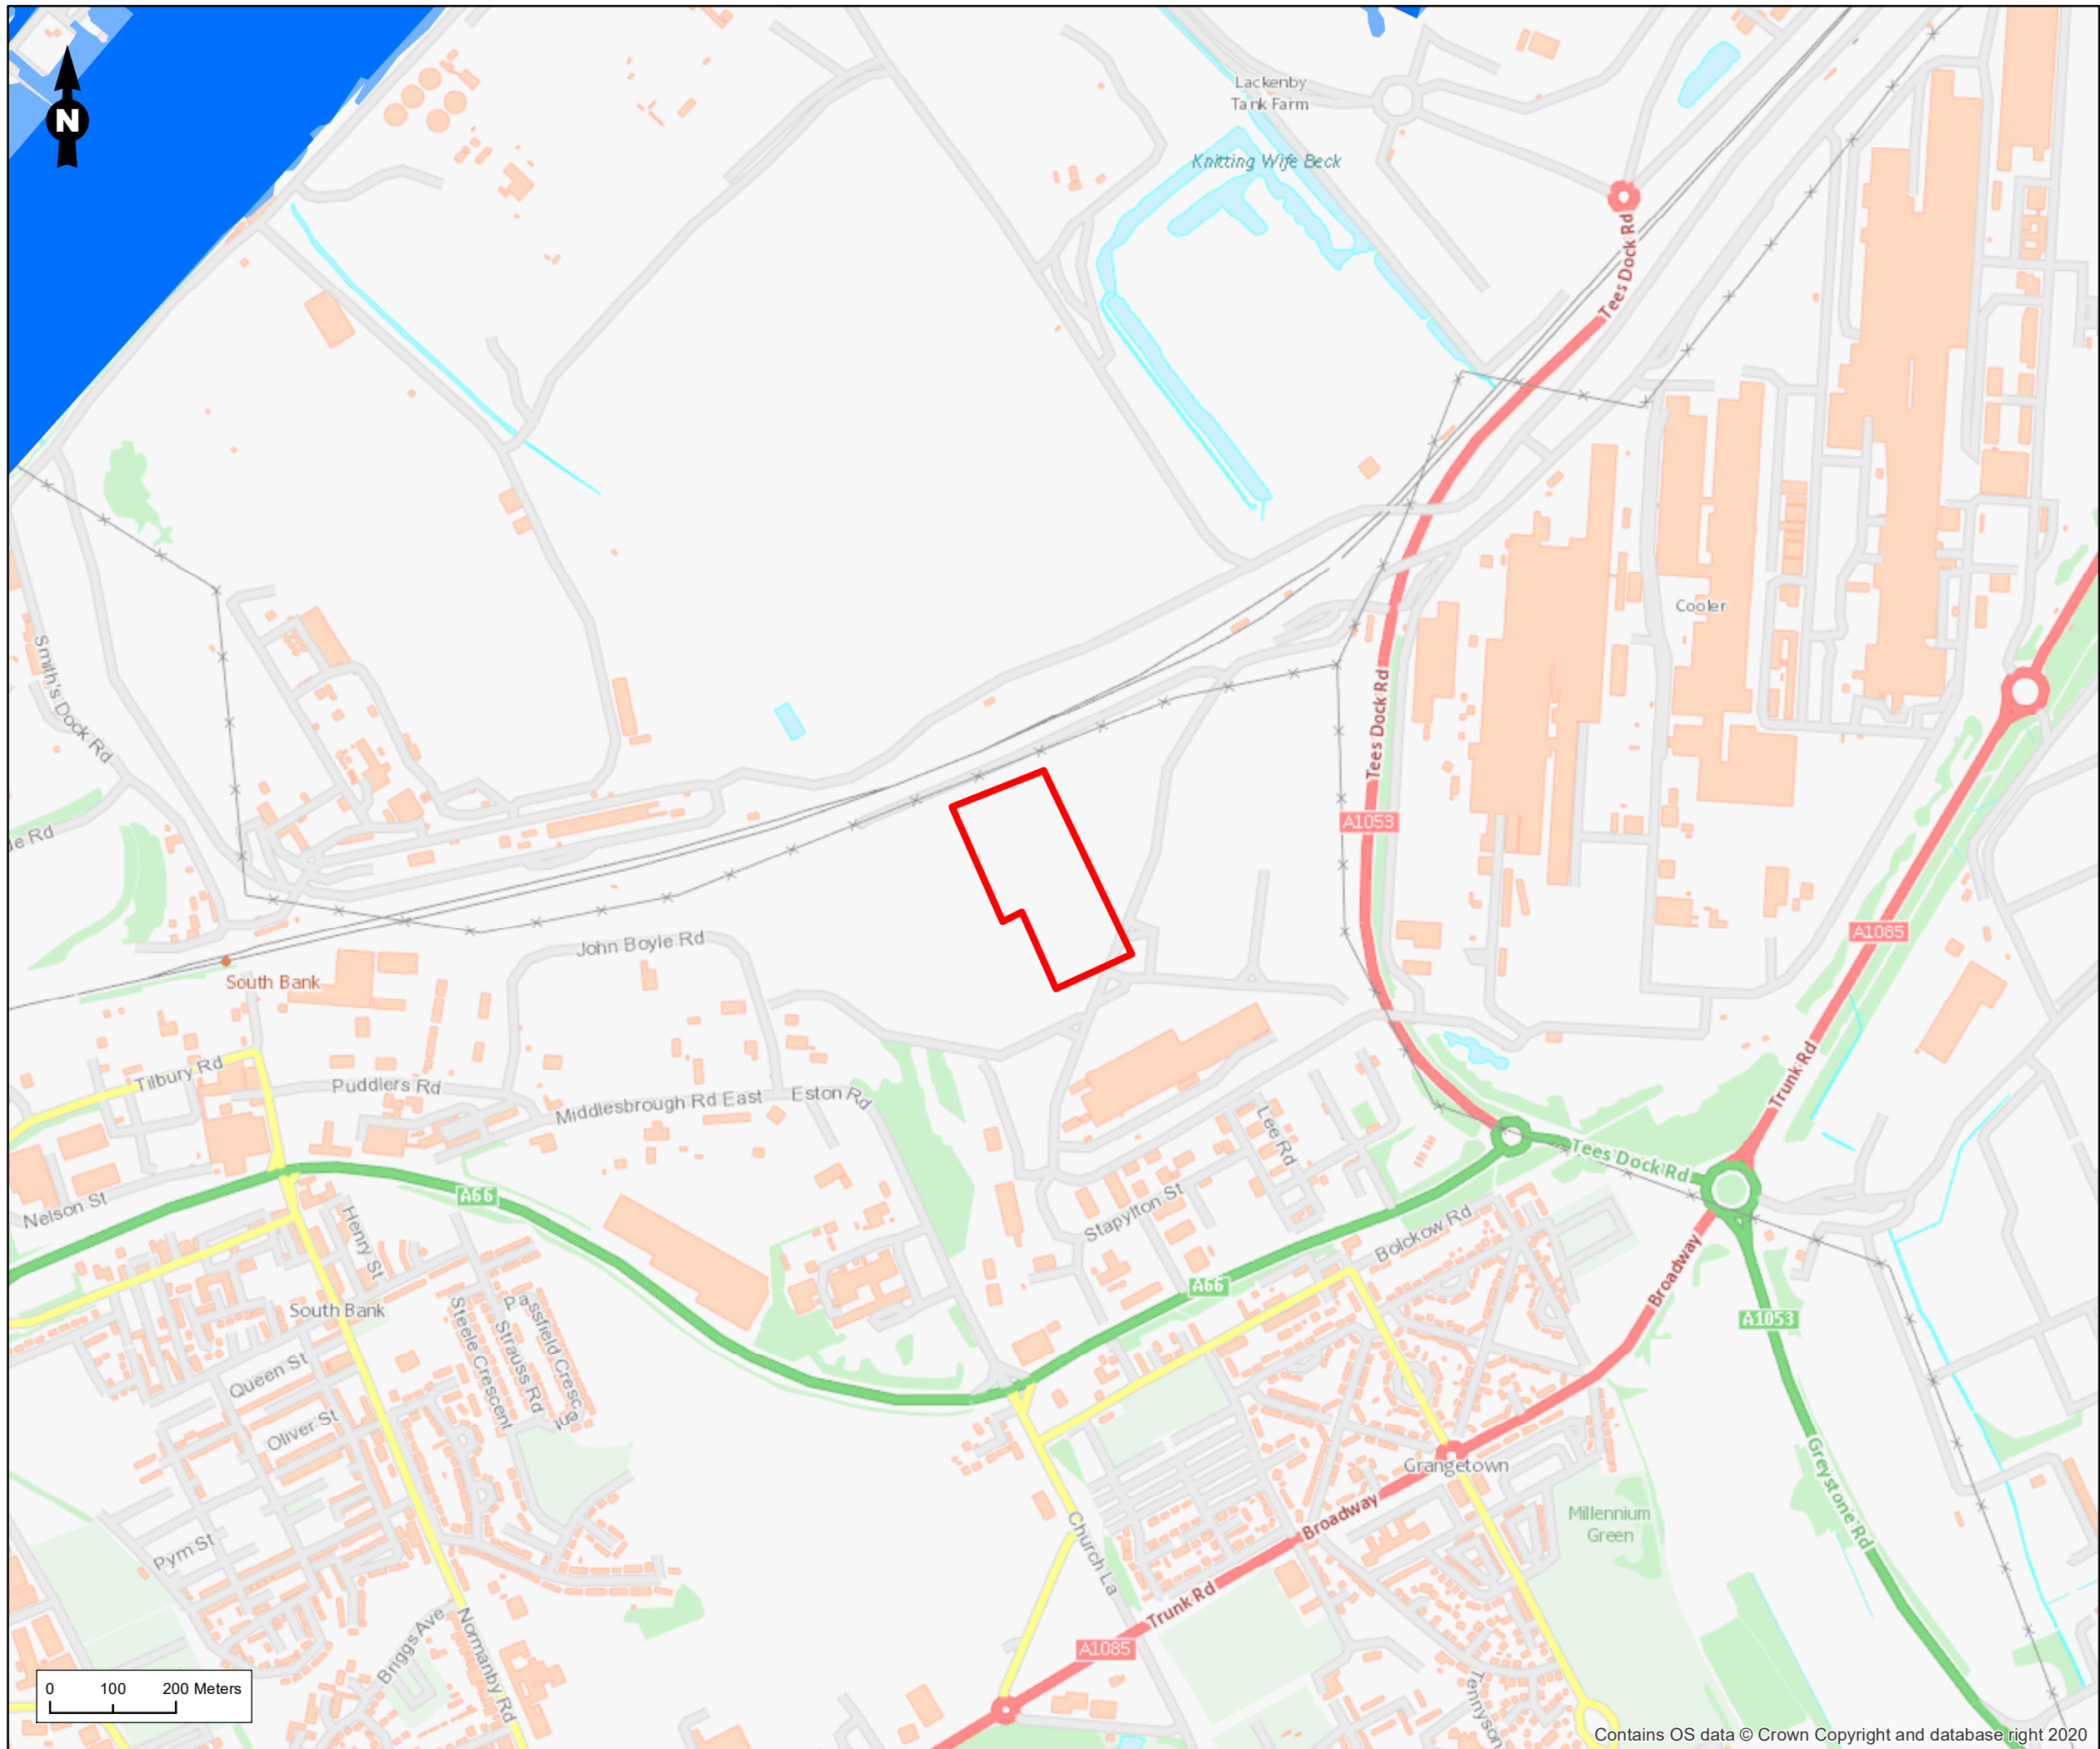 N
Lackenby
Tank Farm
Knitting Wife Beck
Tees Dock Rd
Cooler
Smith's Dock Rd
Tees Dock Rd
A1053
le Rd
A1085
John Boyle Rd
South Bank
Tilbury Rd
Puddlers Rd
Middlesbrough Rd East
Eston Rd
Trunk Rd
Lee Rd
Tees Dock Rd
Nelson St
A66
Henry St
Stapylton St
Bolckow Rd
A66
Broadway
South Bank
A1053
Steele Crescent
Strauss Rd
Passfield Crescent
Queen St
Oliver St
Grangetown
Greystone Rd
Millennium
Green
Broadway
Pym St
Church La
Trunk Rd
Briggs Ave
Normanby Rd
A1085
Tennyson
0 100 200 Meters
Contains OS data © Crown Copyright and database right 2020